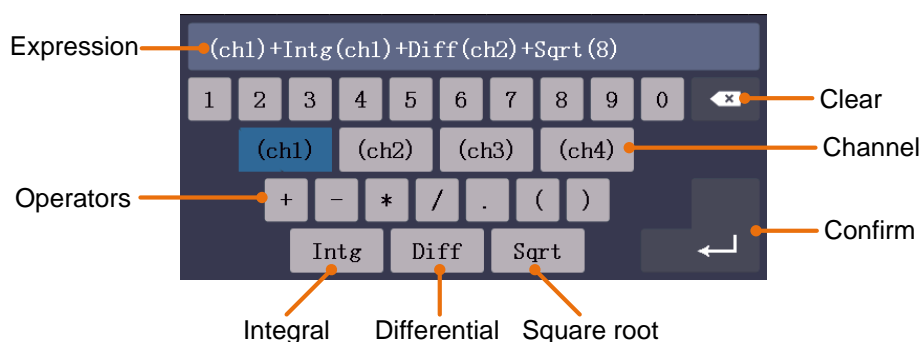 Expression
(ch1)+Intg(ch1)+Diff(ch2)+Sqrt(8)
1 2 3 4 5 6 7 8 9 0
Clear
(ch1) (ch2) (ch3) (ch4)
Channel
Operators
+ - * / . ( )
Confirm
Intg Diff Sqrt
Integral Differential Square root